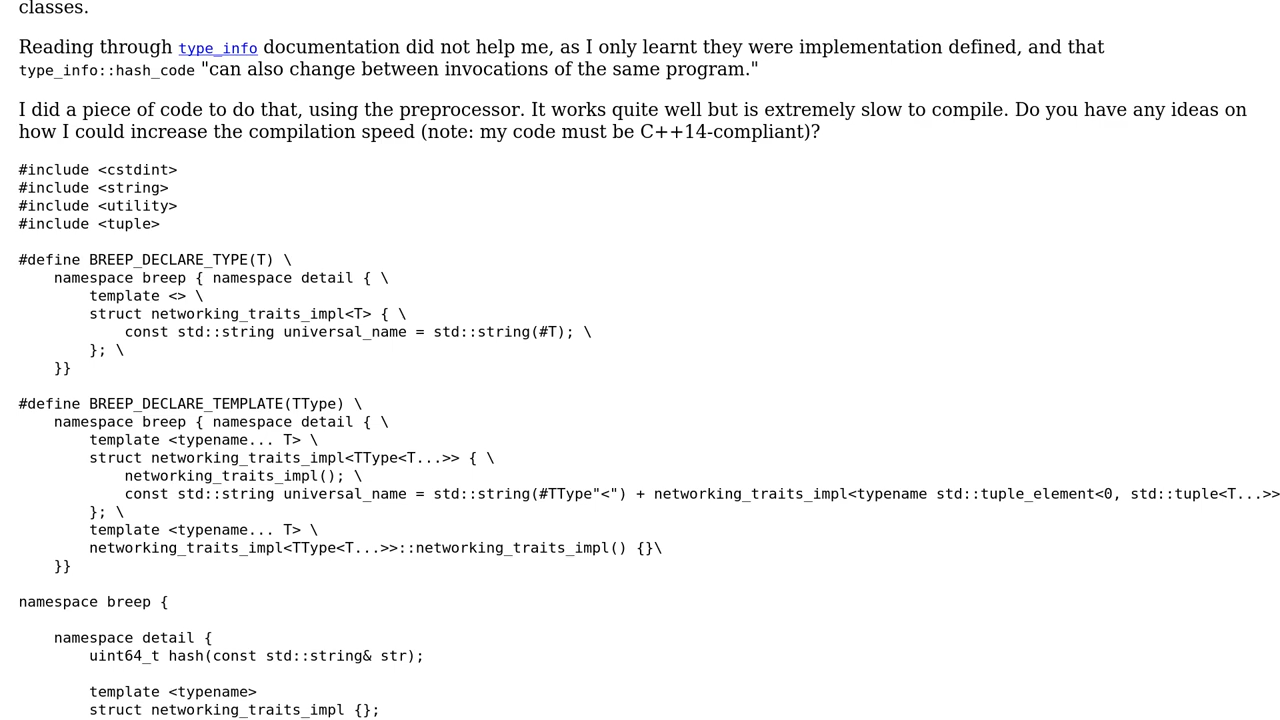 classes.
Reading through type_info documentation did not help me, as I only learnt they were implementation defined, and that
type_info::hash_code "can also change between invocations of the same program."
I did a piece of code to do that, using the preprocessor. It works quite well but is extremely slow to compile. Do you have any ideas on
how I could increase the compilation speed (note: my code must be C++14-compliant)?
#include <cstdint>
#include <string>
#include <utility>
#include <tuple>
#define BREEP_DECLARE_TYPE(T) \
    namespace breep { namespace detail { \
        template <> \
        struct networking_traits_impl<T> { \
            const std::string universal_name = std::string(#T); \
        }; \
    }}
#define BREEP_DECLARE_TEMPLATE(TType) \
    namespace breep { namespace detail { \
        template <typename... T> \
        struct networking_traits_impl<TType<T...>> { \
            networking_traits_impl(); \
            const std::string universal_name = std::string(#TType"<") + networking_traits_impl<typename std::tuple_element<0, std::tuple<T...>>
        }; \
        template <typename... T> \
        networking_traits_impl<TType<T...>>::networking_traits_impl() {}\
    }}
namespace breep {
    namespace detail {
        uint64_t hash(const std::string& str);
        template <typename>
        struct networking_traits_impl {};